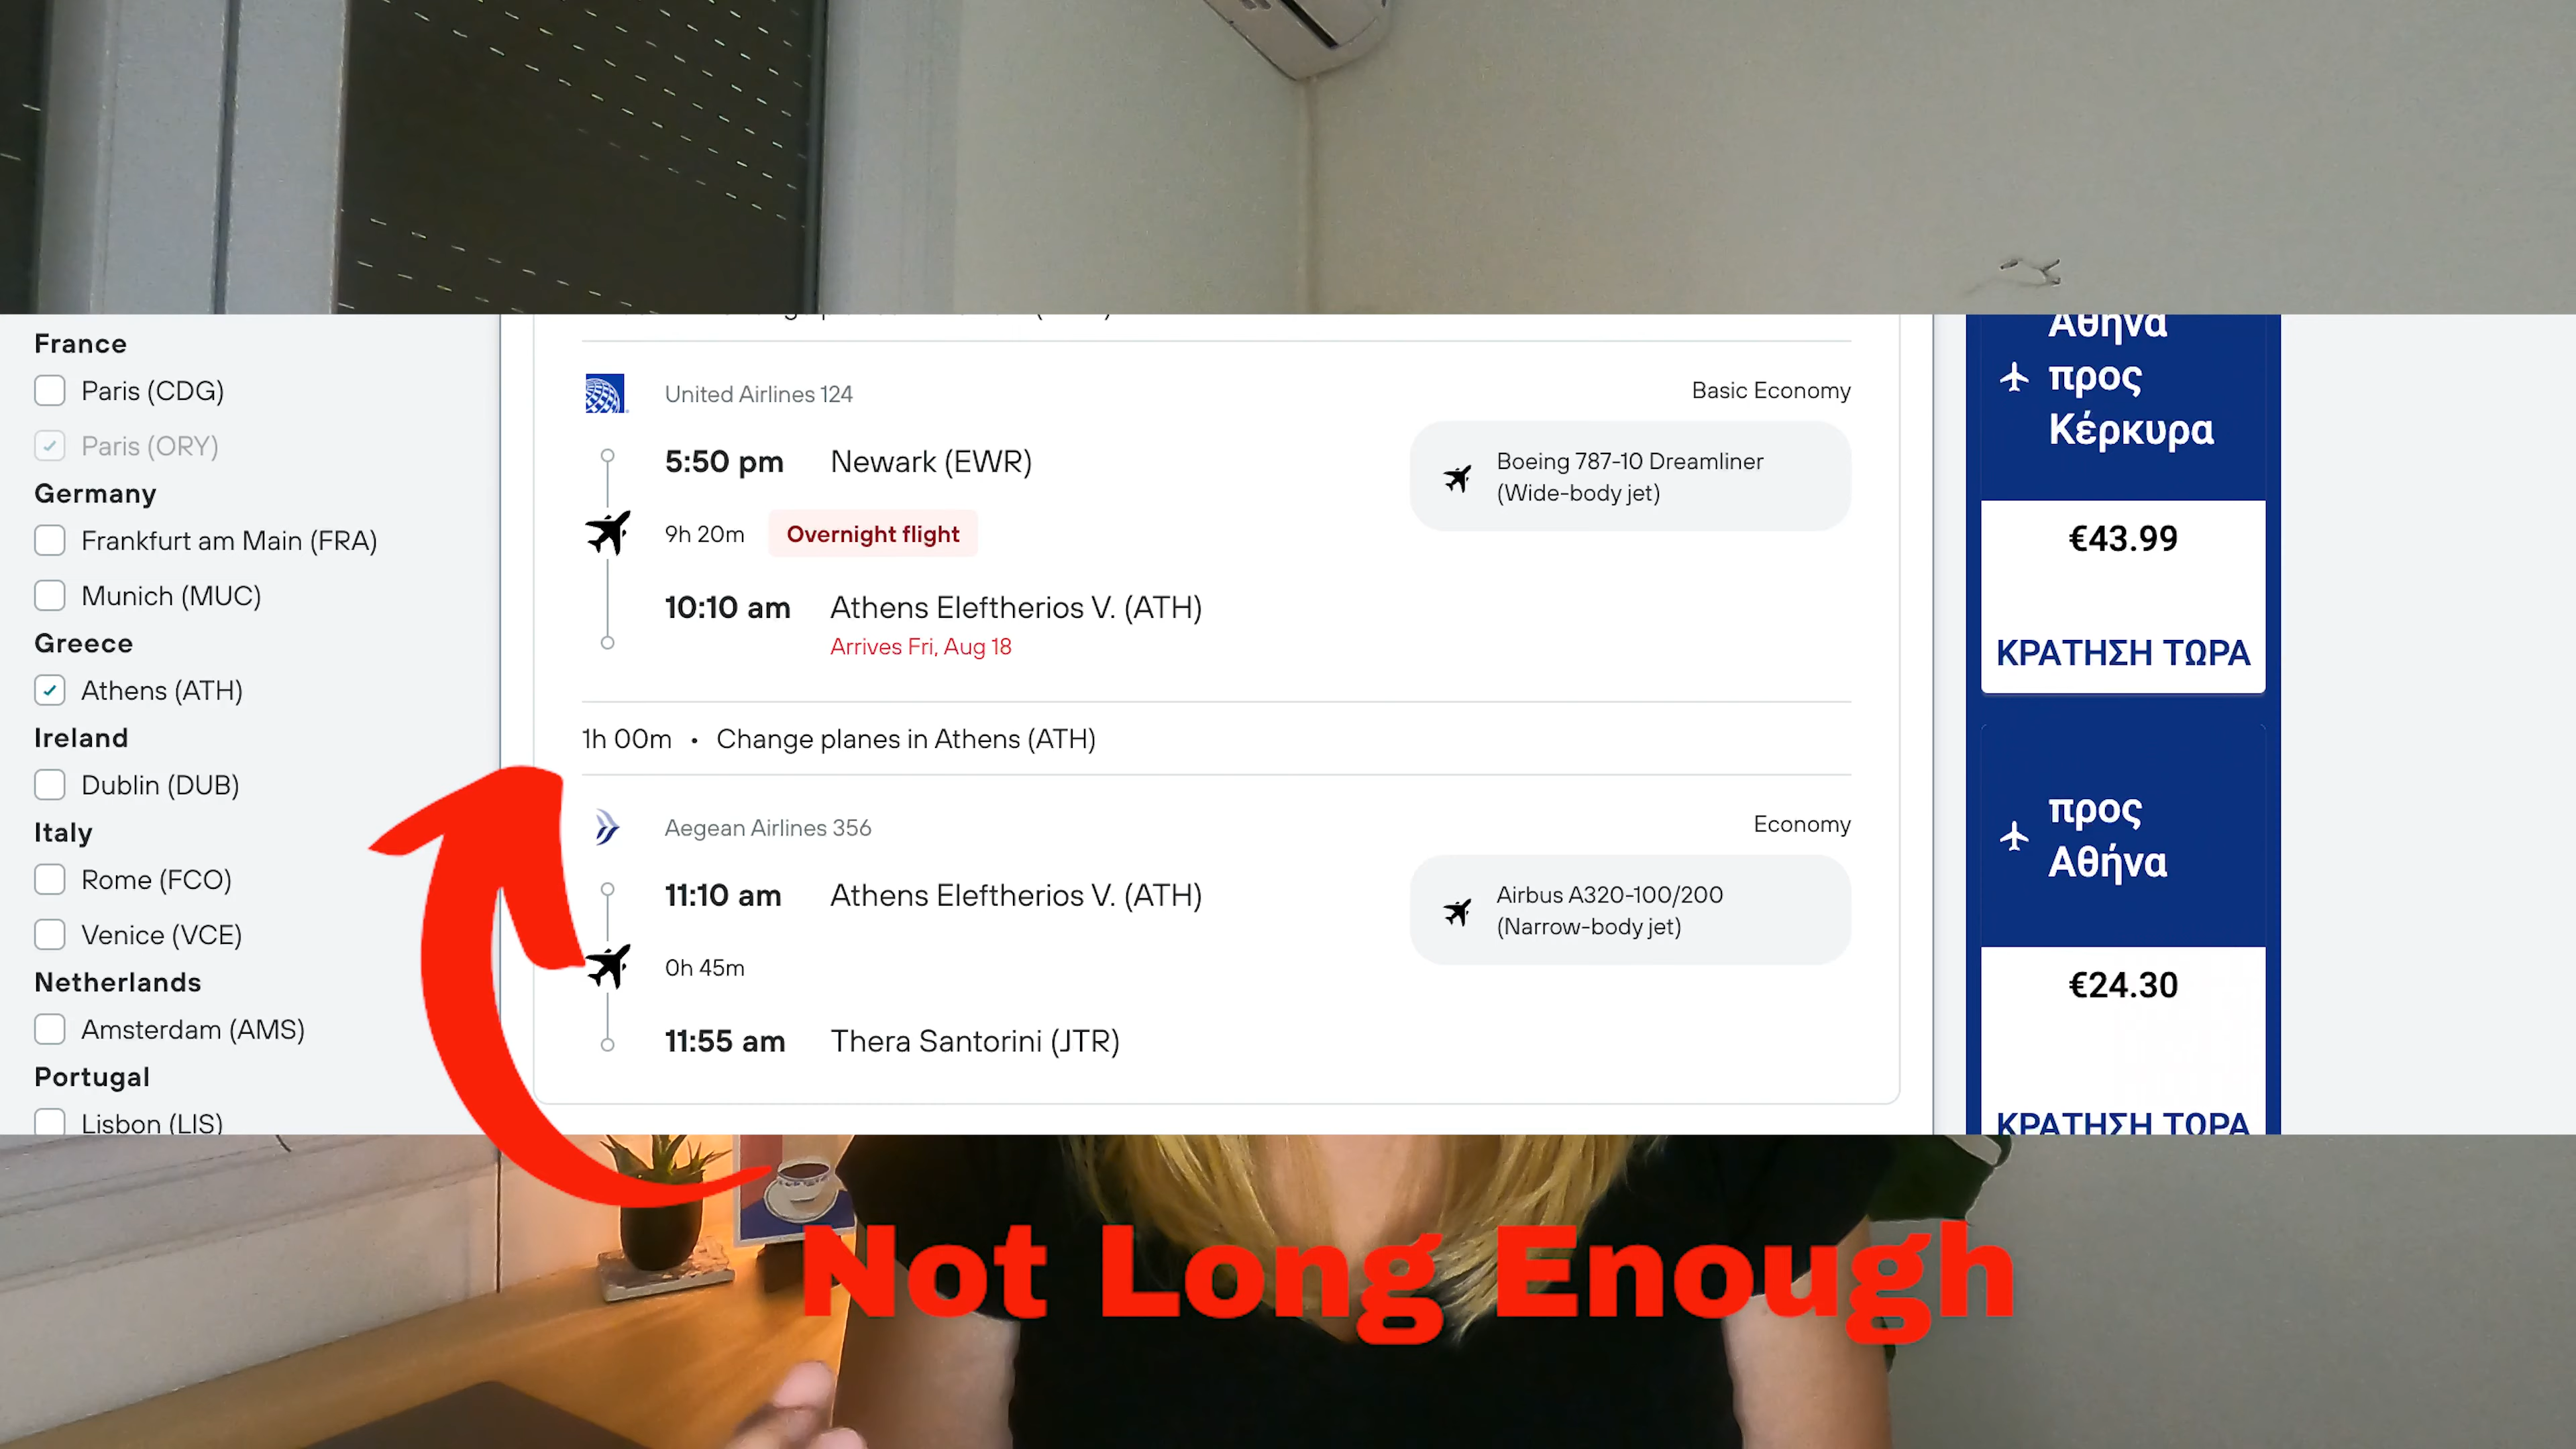 France
Paris (CDG)
Paris (ORY)
Germany
Frankfurt am Main (FRA)
Munich (MUC)
Greece
Athens (ATH)
Ireland
Dublin (DUB)
Italy
Rome (FCO)
Venice (VCE)
Netherlands
Amsterdam (AMS)
Portugal
Lisbon (LIS)
United Airlines 124
Basic Economy
5:50 pm Newark (EWR)
Boeing 787-10 Dreamliner
(Wide-body jet)
9h 20m Overnight flight
10:10 am Athens Eleftherios V. (ATH)
Arrives Fri, Aug 18
1h 00m • Change planes in Athens (ATH)
Aegean Airlines 356
Economy
11:10 am Athens Eleftherios V. (ATH)
Airbus A320-100/200
(Narrow-body jet)
0h 45m
11:55 am Thera Santorini (JTR)
Αθήνα
προς
Κέρκυρα
€43.99
ΚΡΑΤΗΣΗ ΤΩΡΑ
προς
Αθήνα
€24.30
ΚΡΑΤΗΣΗ ΤΩΡΑ
Not Long Enough